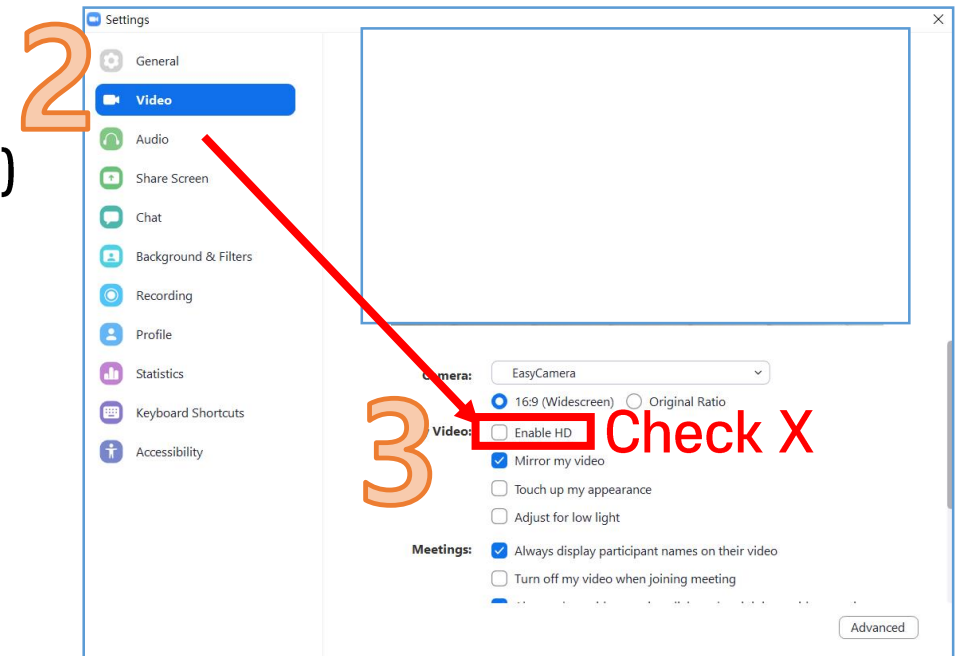 Settings
2
General
Video
Audio
)
Share Screen
Chat
Background & Filters
Recording
Profile
Statistics
Keyboard Shortcuts
Accessibility
Camera:
EasyCamera
16:9 (Widescreen) Original Ratio
3
Video: Enable HD
Check X
Mirror my video
Touch up my appearance
Adjust for low light
Meetings: Always display participant names on their video
Turn off my video when joining meeting
Advanced